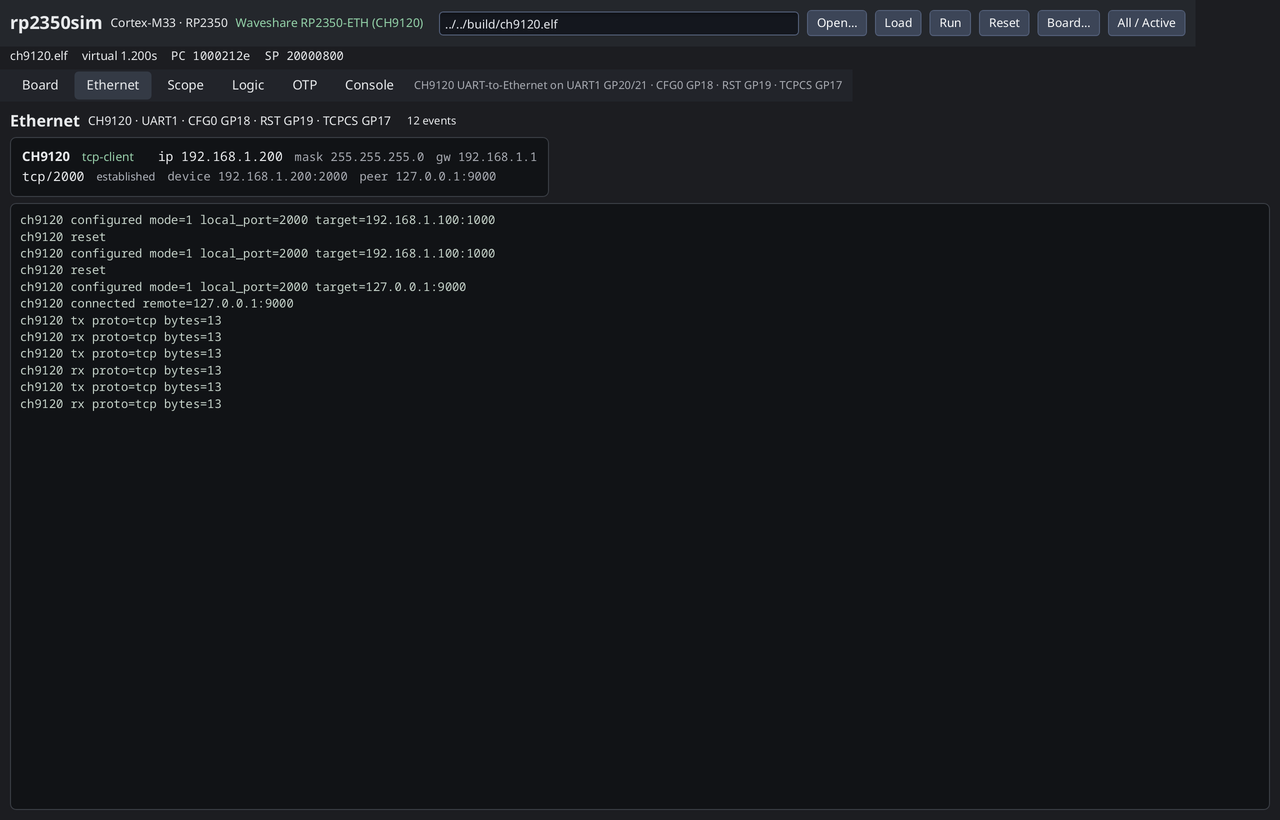 rp2350sim Cortex-M33 · RP2350 Waveshare RP2350-ETH (CH9120) ../../build/ch9120.elf Open... Load Run Reset Board... All / Active
ch9120.elf virtual 1.200s PC 1000212e SP 20000800
Board Ethernet Scope Logic OTP Console CH9120 UART-to-Ethernet on UART1 GP20/21 · CFG0 GP18 · RST GP19 · TCPCS GP17
Ethernet CH9120 · UART1 · CFG0 GP18 · RST GP19 · TCPCS GP17 12 events
CH9120 tcp-client ip 192.168.1.200 mask 255.255.255.0 gw 192.168.1.1
tcp/2000 established device 192.168.1.200:2000 peer 127.0.0.1:9000
ch9120 configured mode=1 local_port=2000 target=192.168.1.100:1000
ch9120 reset
ch9120 configured mode=1 local_port=2000 target=192.168.1.100:1000
ch9120 reset
ch9120 configured mode=1 local_port=2000 target=127.0.0.1:9000
ch9120 connected remote=127.0.0.1:9000
ch9120 tx proto=tcp bytes=13
ch9120 rx proto=tcp bytes=13
ch9120 tx proto=tcp bytes=13
ch9120 rx proto=tcp bytes=13
ch9120 tx proto=tcp bytes=13
ch9120 rx proto=tcp bytes=13